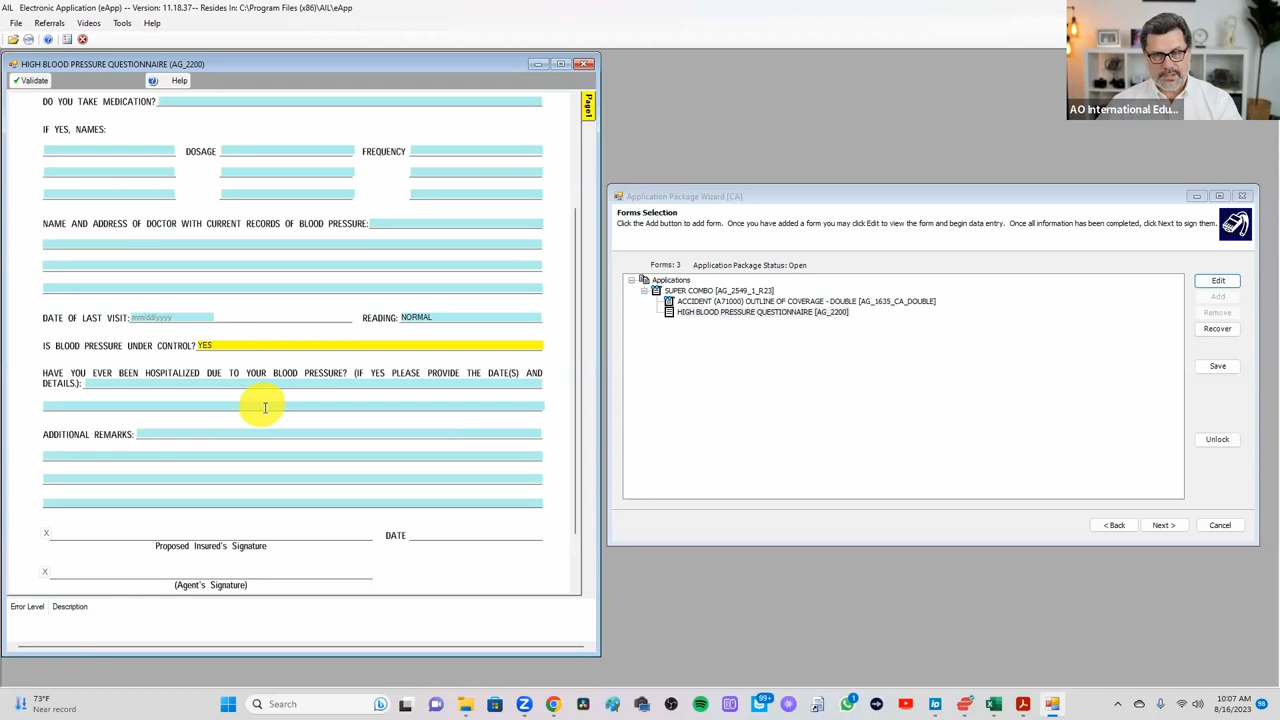 AIL Electronic Application (eApp) -- Version: 11.18.37-- Resides In: C:\Program Files (x86)\AIL\eApp
File Referrals Videos Tools Help
HIGH BLOOD PRESSURE QUESTIONNAIRE (AG_2200)
Validate Help
Page1
DO YOU TAKE MEDICATION?
IF YES, NAMES:
DOSAGE FREQUENCY
NAME AND ADDRESS OF DOCTOR WITH CURRENT RECORDS OF BLOOD PRESSURE:
DATE OF LAST VISIT: mm/dd/yyyy READING: NORMAL
IS BLOOD PRESSURE UNDER CONTROL? YES
HAVE YOU EVER BEEN HOSPITALIZED DUE TO YOUR BLOOD PRESSURE? (IF YES PLEASE PROVIDE THE DATE(S) AND
DETAILS.):
ADDITIONAL REMARKS:
X
DATE
Proposed Insured's Signature
X
(Agent's Signature)
Error Level Description
AO International Edu...
Application Package Wizard [CA]
Forms Selection
Click the Add button to add form. Once you have added a form you may click Edit to view the form and begin data entry. Once all information has been completed, click Next to sign them.
Forms: 3 Application Package Status: Open
Applications
SUPER COMBO [AG_2549_1_R23]
ACCIDENT (A71000) OUTLINE OF COVERAGE - DOUBLE [AG_1635_CA_DOUBLE]
HIGH BLOOD PRESSURE QUESTIONNAIRE [AG_2200]
Edit
Add
Remove
Recover
Save
Unlock
< Back Next > Cancel
73°F
Near record
Search
99+
1
10:07 AM
8/16/2023
98